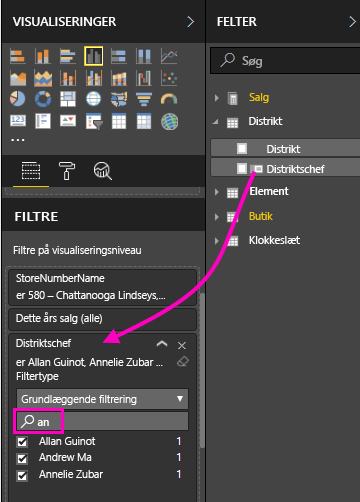 VISUALISERINGER
FILTRE
Filtre på visualiseringsniveau
StoreNumberName
er 580 – Chattanooga Lindseys,...
Dette års salg (alle)
Distriktschef
er Allan Guinot, Annelie Zubar ...
Filtertype
Grundlæggende filtrering
an
Allan Guinot 1
Andrew Ma 1
Annelie Zubar 1
FELTER
Søg
Salg
Distrikt
Distrikt
Distriktschef
Element
Butik
Klokkeslæt